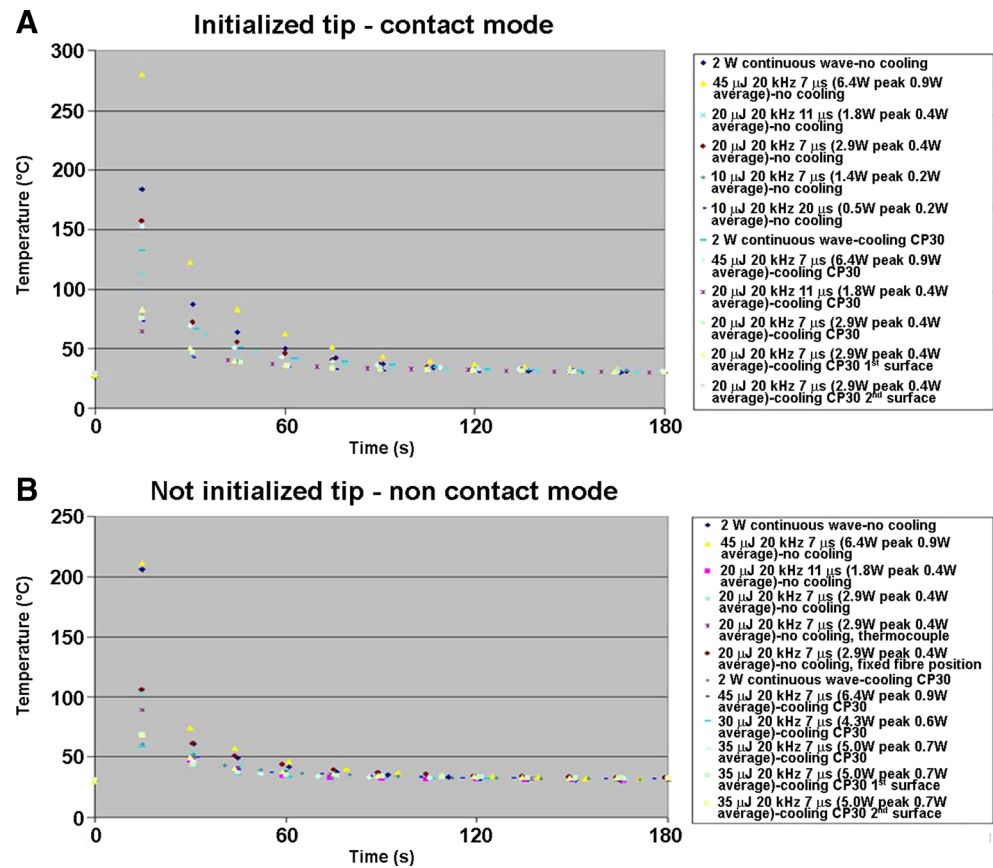 A
Initialized tip - contact mode
300
250
200
150
100
50
0
Temperature (°C)
0
60
120
180
Time (s)
2 W continuous wave-no cooling
45 μJ 20 kHz 7 μs (6.4W peak 0.9W
average)-no cooling
20 μJ 20 kHz 11 μs (1.8W peak 0.4W
average)-no cooling
20 μJ 20 kHz 7 μs (2.9W peak 0.4W
average)-no cooling
10 μJ 20 kHz 7 μs (1.4W peak 0.2W
average)-no cooling
10 μJ 20 kHz 20 μs (0.5W peak 0.2W
average)-no cooling
2 W continuous wave-cooling CP30
45 μJ 20 kHz 7 μs (6.4W peak 0.9W
average)-cooling CP30
20 μJ 20 kHz 11 μs (1.8W peak 0.4W
average)-cooling CP30
20 μJ 20 kHz 7 μs (2.9W peak 0.4W
average)-cooling CP30
20 μJ 20 kHz 7 μs (2.9W peak 0.4W
average)-cooling CP30 1st surface
20 μJ 20 kHz 7 μs (2.9W peak 0.4W
average)-cooling CP30 2nd surface
B
Not initialized tip - non contact mode
250
200
150
100
50
0
Temperature (°C)
0
60
120
180
Time (s)
2 W continuous wave-no cooling
45 μJ 20 kHz 7 μs (6.4W peak 0.9W
average)-no cooling
20 μJ 20 kHz 11 μs (1.8W peak 0.4W
average)-no cooling
20 μJ 20 kHz 7 μs (2.9W peak 0.4W
average)-no cooling
20 μJ 20 kHz 7 μs (2.9W peak 0.4W
average)-no cooling, thermocouple
20 μJ 20 kHz 7 μs (2.9W peak 0.4W
average)-no cooling, fixed fibre position
2 W continuous wave-cooling CP30
45 μJ 20 kHz 7 μs (6.4W peak 0.9W
average)-cooling CP30
30 μJ 20 kHz 7 μs (4.3W peak 0.6W
average)-cooling CP30
35 μJ 20 kHz 7 μs (5.0W peak 0.7W
average)-cooling CP30
35 μJ 20 kHz 7 μs (5.0W peak 0.7W
average)-cooling CP30 1st surface
35 μJ 20 kHz 7 μs (5.0W peak 0.7W
average)-cooling CP30 2nd surface